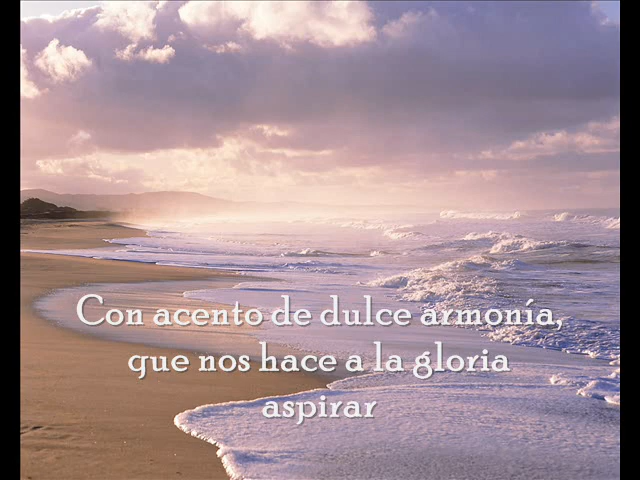 Con acento de dulce armonía,
que nos hace a la gloria
aspirar